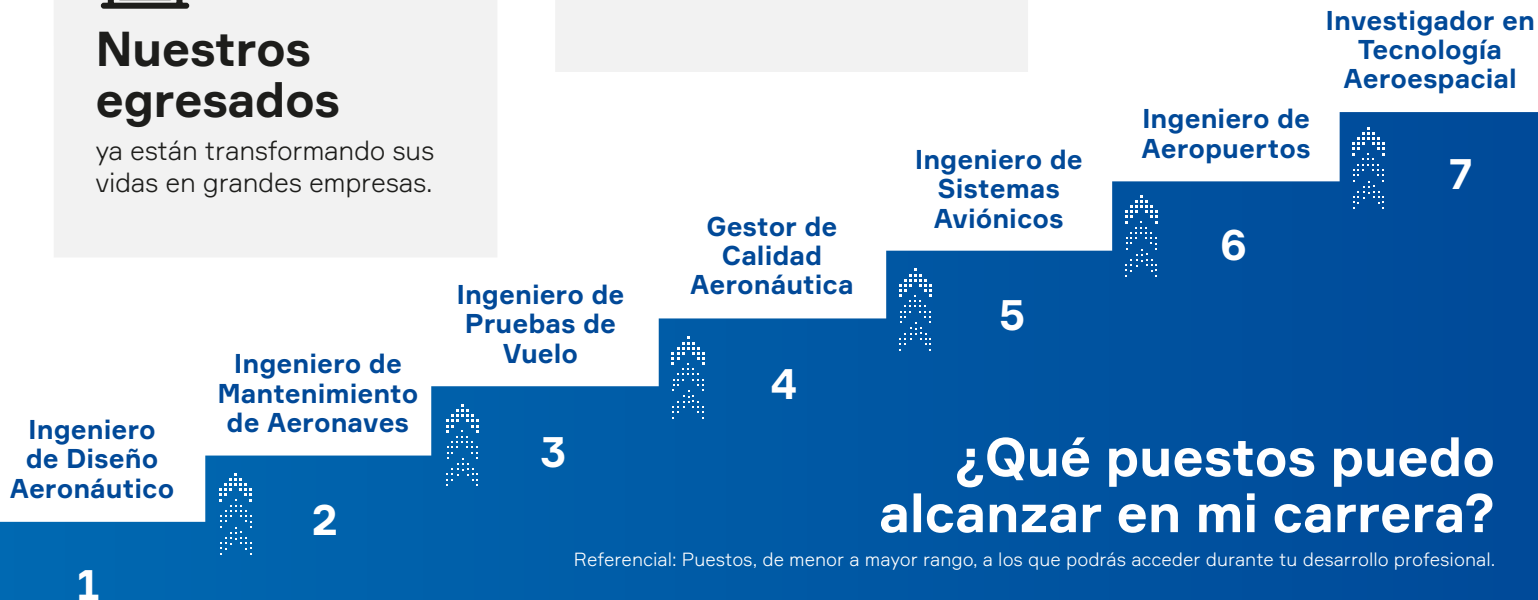 Nuestros
egresados
ya están transformando sus
vidas en grandes empresas.
Ingeniero
de Diseño
Aeronáutico
1
Ingeniero de
Mantenimiento
de Aeronaves
2
Ingeniero de
Pruebas de
Vuelo
3
Gestor de
Calidad
Aeronáutica
4
Ingeniero de
Sistemas
Aviónicos
5
Ingeniero de
Aeropuertos
6
Investigador en
Tecnología
Aeroespacial
7
¿Qué puestos puedo
alcanzar en mi carrera?
Referencial: Puestos, de menor a mayor rango, a los que podrás acceder durante tu desarrollo profesional.